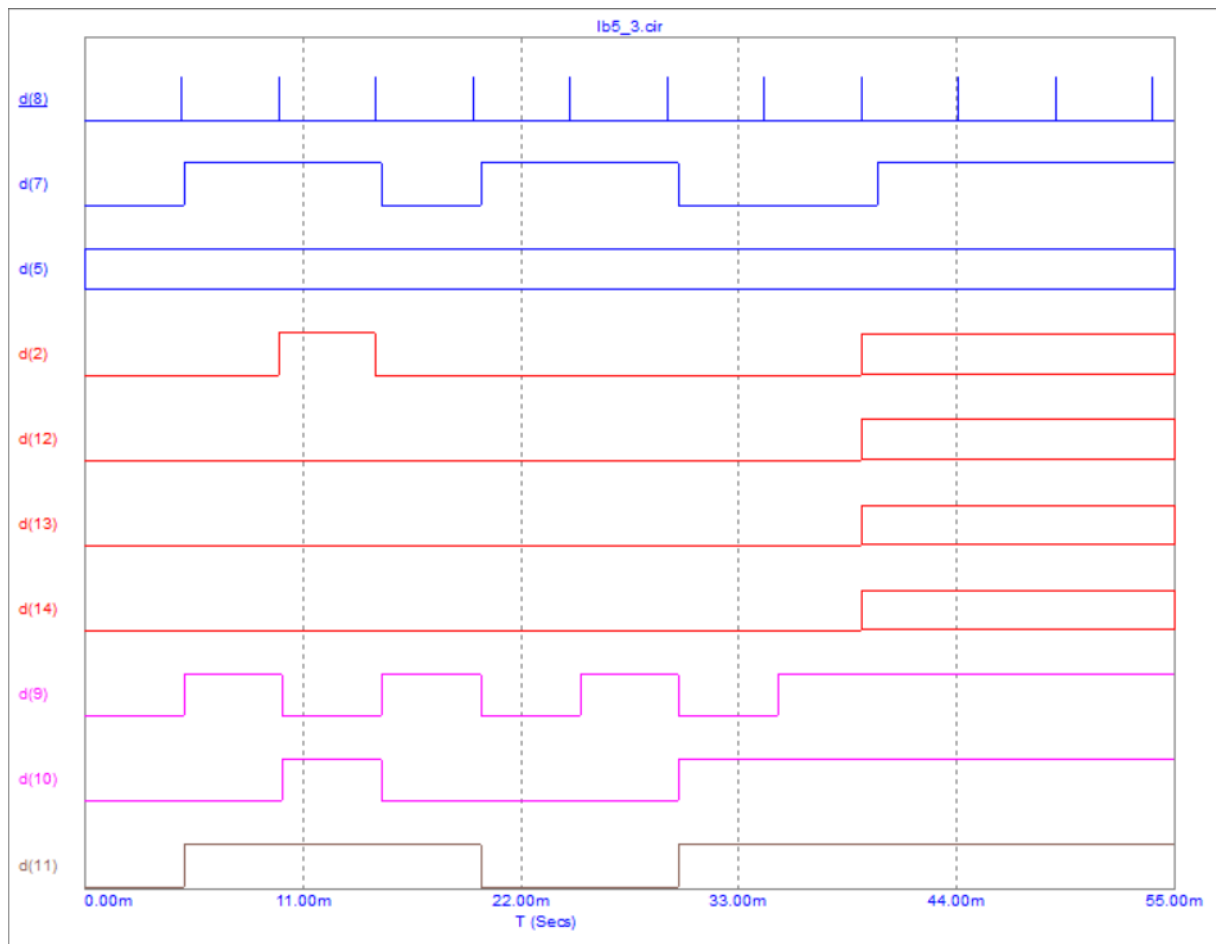 lb5_3.cir
d(8)
d(7)
d(5)
d(2)
d(12)
d(13)
d(14)
d(9)
d(10)
d(11)
0.00m 11.00m 22.00m 33.00m 44.00m 55.00m
T (Secs)